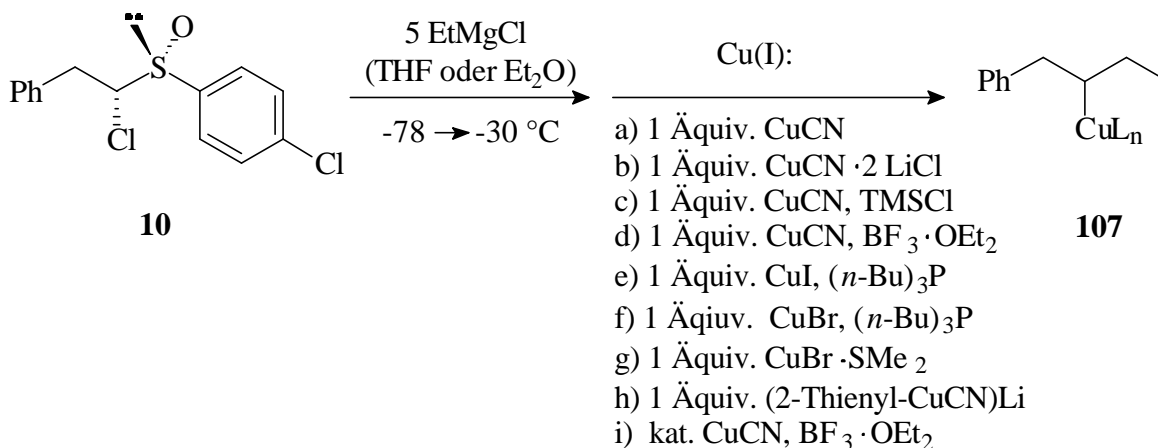 O
S
Ph
Cl
Cl
10
5 EtMgCl
(THF oder Et2O)
-78 → -30 °C
Cu(I):
a) 1 Äquiv. CuCN
b) 1 Äquiv. CuCN ·2 LiCl
c) 1 Äquiv. CuCN, TMSCl
d) 1 Äquiv. CuCN, BF3·OEt2
e) 1 Äquiv. CuI, (n-Bu)3P
f) 1 Äqiuv. CuBr, (n-Bu)3P
g) 1 Äquiv. CuBr·SMe2
h) 1 Äquiv. (2-Thienyl-CuCN)Li
i) kat. CuCN, BF3·OEt2
Ph
CuLn
107